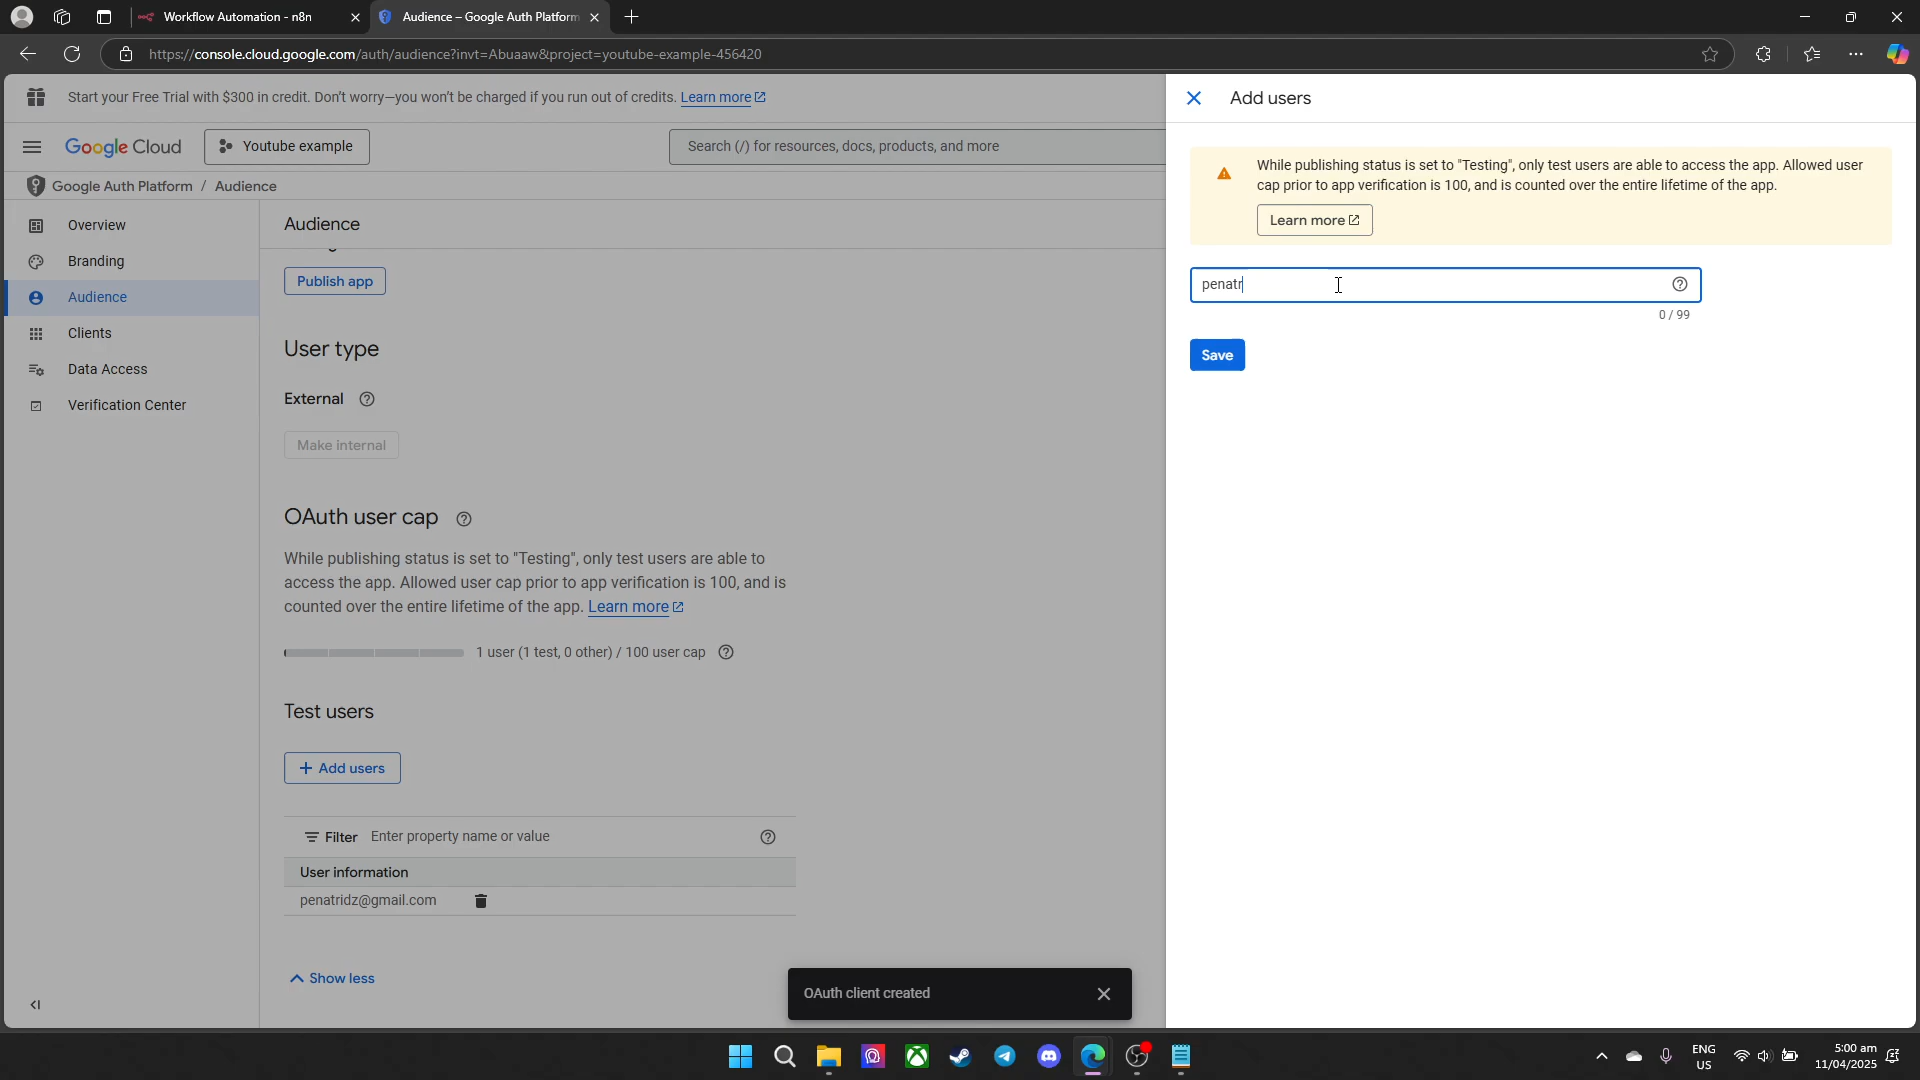 Workflow Automation - n8n
Audience – Google Auth Platform
https://console.cloud.google.com/auth/audience?invt=Abuaaw&project=youtube-example-456420
Start your Free Trial with $300 in credit. Don't worry—you won't be charged if you run out of credits. Learn more
Google Cloud
Youtube example
Search (/) for resources, docs, products, and more
Google Auth Platform / Audience
Overview
Branding
Audience
Clients
Data Access
Verification Center
Audience
Publish app
User type
External
Make internal
OAuth user cap
While publishing status is set to "Testing", only test users are able to
access the app. Allowed user cap prior to app verification is 100, and is
counted over the entire lifetime of the app. Learn more
1 user (1 test, 0 other) / 100 user cap
Test users
+ Add users
Filter Enter property name or value
User information
penatridz@gmail.com
Show less
OAuth client created
Add users
While publishing status is set to "Testing", only test users are able to access the app. Allowed user
cap prior to app verification is 100, and is counted over the entire lifetime of the app.
Learn more
penatr
0 / 99
Save
ENG
US
5:00 am
11/04/2025